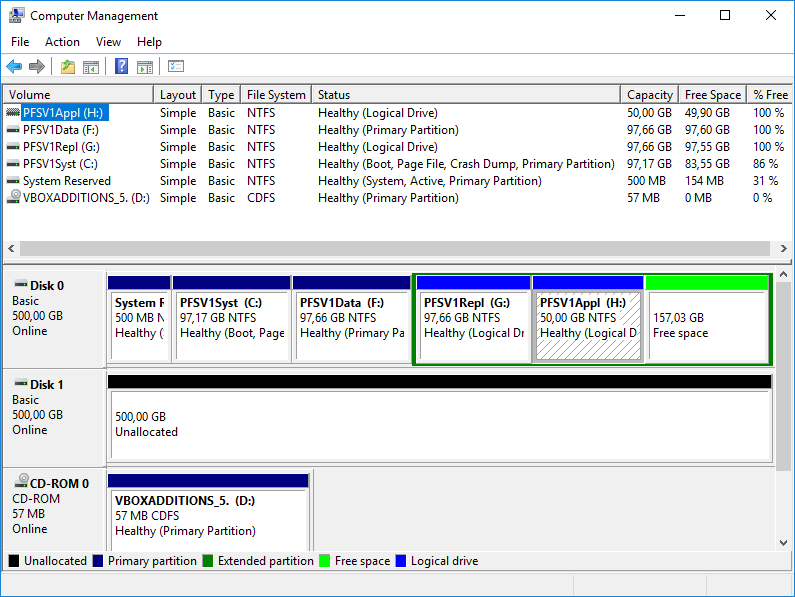 Computer Management
File Action View Help
Volume Layout Type File System Status Capacity Free Space % Free
PFSV1Appl (H:) Simple Basic NTFS Healthy (Logical Drive) 50,00 GB 49,90 GB 100 %
PFSV1Data (F:) Simple Basic NTFS Healthy (Primary Partition) 97,66 GB 97,60 GB 100 %
PFSV1Repl (G:) Simple Basic NTFS Healthy (Logical Drive) 97,66 GB 97,55 GB 100 %
PFSV1Syst (C:) Simple Basic NTFS Healthy (Boot, Page File, Crash Dump, Primary Partition) 97,17 GB 83,55 GB 86 %
System Reserved Simple Basic NTFS Healthy (System, Active, Primary Partition) 500 MB 154 MB 31 %
VBOXADDITIONS_5. (D:) Simple Basic CDFS Healthy (Primary Partition) 57 MB 0 MB 0 %
Disk 0
Basic
500,00 GB
Online
System R
500 MB N
Healthy (
PFSV1Syst (C:)
97,17 GB NTFS
Healthy (Boot, Page
PFSV1Data (F:)
97,66 GB NTFS
Healthy (Primary Pa
PFSV1Repl (G:)
97,66 GB NTFS
Healthy (Logical Dr
PFSV1Appl (H:)
50,00 GB NTFS
Healthy (Logical D
157,03 GB
Free space
Disk 1
Basic
500,00 GB
Online
500,00 GB
Unallocated
CD-ROM 0
CD-ROM
57 MB
Online
VBOXADDITIONS_5. (D:)
57 MB CDFS
Healthy (Primary Partition)
Unallocated Primary partition Extended partition Free space Logical drive